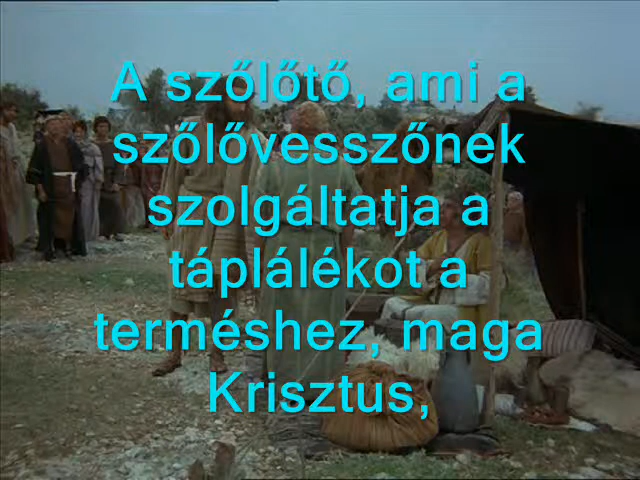 A szőlőtő, ami a
szőlővesszőnek
szolgáltatja a
táplálékot a
terméshez, maga
Krisztus,